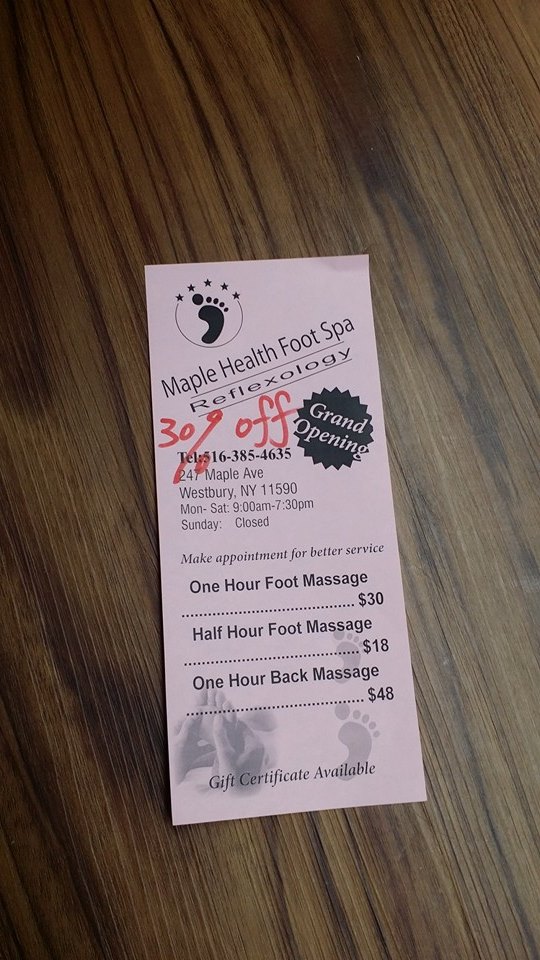 Maple Health Foot Spa
Reflexology
30% off
Grand
Opening
Tel:516-385-4635
247 Maple Ave
Westbury, NY 11590
Mon- Sat: 9:00am-7:30pm
Sunday: Closed
Make appointment for better service
One Hour Foot Massage
........................................ $30
Half Hour Foot Massage
........................................ $18
One Hour Back Massage
........................................ $48
Gift Certificate Available